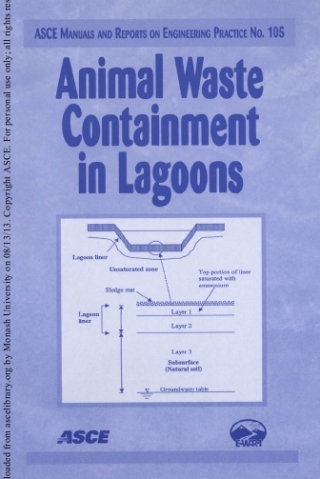 ASCE MANUALS AND REPORTS ON ENGINEERING PRACTICE NO. 105
Animal Waste
Containment
in Lagoons
Lagoon liner
Unsaturated zone
Top portion of liner
saturated with
ammonium
Sludge mat
Lagoon
liner
Layer 1
Layer 2
Layer 3
Subsurface
(Natural soil)
Groundwater table
ASCE
EWRI
loaded from ascelibrary.org by Monash University on 08/13/13. Copyright ASCE. For personal use only; all rights res